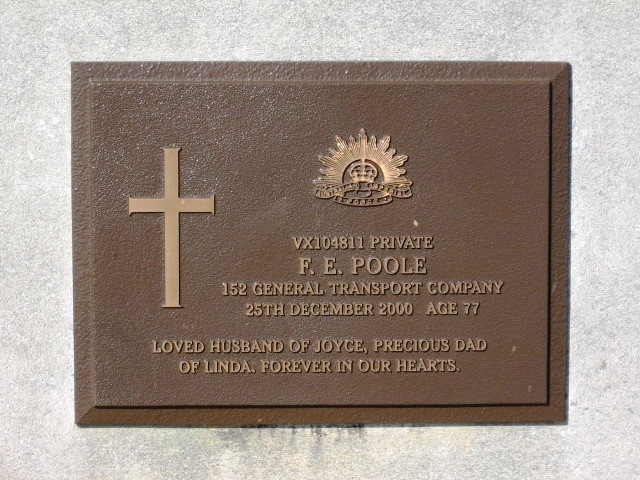 VX104811 PRIVATE
F. E. POOLE
152 GENERAL TRANSPORT COMPANY
25TH DECEMBER 2000 AGE 77
LOVED HUSBAND OF JOYCE, PRECIOUS DAD
OF LINDA. FOREVER IN OUR HEARTS.